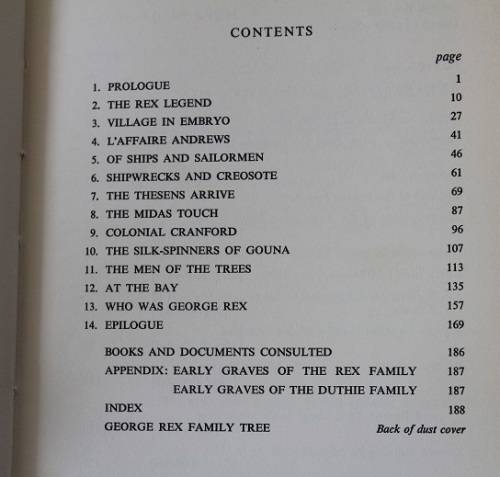 CONTENTS
page
1. PROLOGUE 1
2. THE REX LEGEND 10
3. VILLAGE IN EMBRYO 27
4. L'AFFAIRE ANDREWS 41
5. OF SHIPS AND SAILORMEN 46
6. SHIPWRECKS AND CREOSOTE 61
7. THE THESENS ARRIVE 69
8. THE MIDAS TOUCH 87
9. COLONIAL CRANFORD 96
10. THE SILK-SPINNERS OF GOUNA 107
11. THE MEN OF THE TREES 113
12. AT THE BAY 135
13. WHO WAS GEORGE REX 157
14. EPILOGUE 169
BOOKS AND DOCUMENTS CONSULTED 186
APPENDIX: EARLY GRAVES OF THE REX FAMILY 187
EARLY GRAVES OF THE DUTHIE FAMILY 187
INDEX 188
GEORGE REX FAMILY TREE Back of dust cover